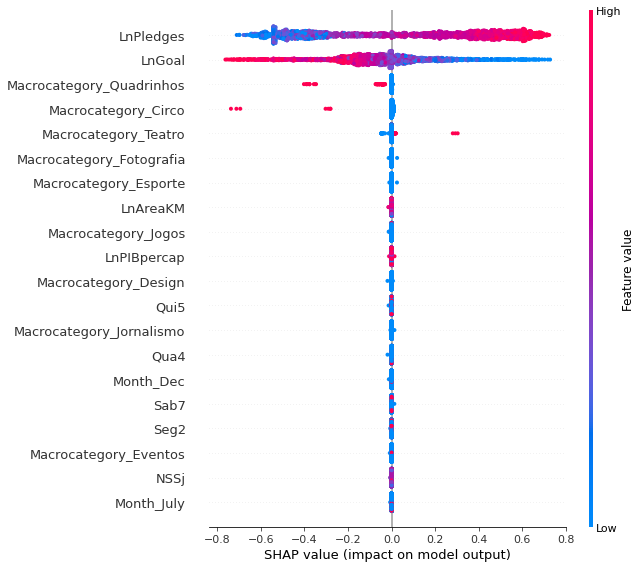 High
LnPledges
LnGoal
Macrocategory_Quadrinhos
Macrocategory_Circo
Macrocategory_Teatro
Macrocategory_Fotografia
Macrocategory_Esporte
LnAreaKM
Macrocategory_Jogos
LnPIBpercap
Macrocategory_Design
Qui5
Macrocategory_Jornalismo
Qua4
Month_Dec
Sab7
Seg2
Macrocategory_Eventos
NSSj
Month_July
Feature value
Low
−0.8 −0.6 −0.4 −0.2 0.0 0.2 0.4 0.6 0.8
SHAP value (impact on model output)